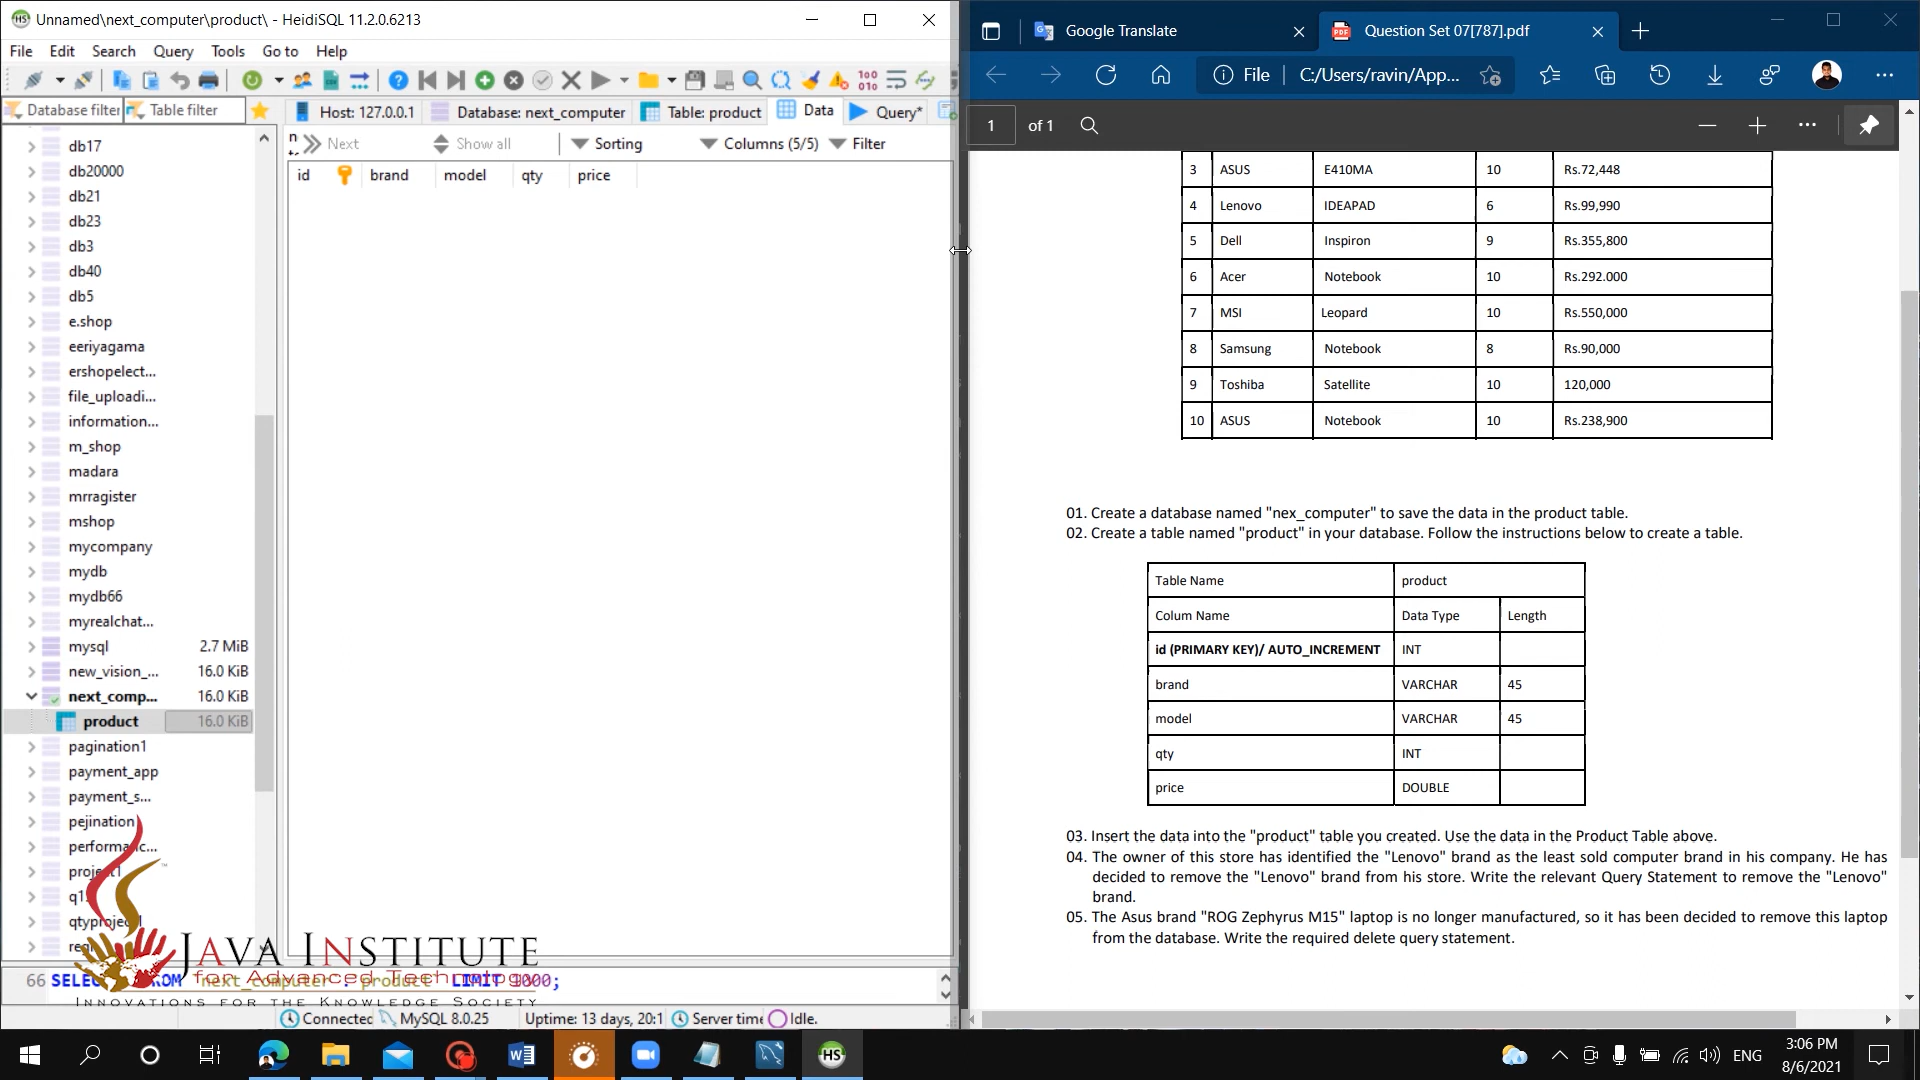 Unnamed\next_computer\product\ - HeidiSQL 11.2.0.6213
File Edit Search Query Tools Go to Help
Database filter Table filter
Host: 127.0.0.1 Database: next_computer Table: product Data Query*
Next Show all Sorting Columns (5/5) Filter
id brand model qty price
db17
db20000
db21
db23
db3
db40
db5
e.shop
eeriyagama
ershopelect...
file_uploadi...
information...
m_shop
madara
mrragister
mshop
mycompany
mydb
mydb66
myrealchat...
mysql 2.7 MiB
new_vision_... 16.0 KiB
next_comp... 16.0 KiB
product 16.0 KiB
pagination1
payment_app
payment_s...
pejination
JAVA INSTITUTE
for Advanced Technology
INNOVATIONS FOR THE KNOWLEDGE SOCIETY
LIMIT 1000;
Connected MySQL 8.0.25 Uptime: 13 days, 20:1 Server time Idle.
Google Translate Question Set 07[787].pdf
File C:/Users/ravin/App...
1 of 1
3 ASUS E410MA 10 Rs.72,448
4 Lenovo IDEAPAD 6 Rs.99,990
5 Dell Inspiron 9 Rs.355,800
6 Acer Notebook 10 Rs.292.000
7 MSI Leopard 10 Rs.550,000
8 Samsung Notebook 8 Rs.90,000
9 Toshiba Satellite 10 120,000
10 ASUS Notebook 10 Rs.238,900
01. Create a database named "nex_computer" to save the data in the product table.
02. Create a table named "product" in your database. Follow the instructions below to create a table.
Table Name product
Colum Name Data Type Length
id (PRIMARY KEY)/ AUTO_INCREMENT INT
brand VARCHAR 45
model VARCHAR 45
qty INT
price DOUBLE
03. Insert the data into the "product" table you created. Use the data in the Product Table above.
04. The owner of this store has identified the "Lenovo" brand as the least sold computer brand in his company. He has
decided to remove the "Lenovo" brand from his store. Write the relevant Query Statement to remove the "Lenovo"
brand.
05. The Asus brand "ROG Zephyrus M15" laptop is no longer manufactured, so it has been decided to remove this laptop
from the database. Write the required delete query statement.
ENG 3:06 PM
8/6/2021